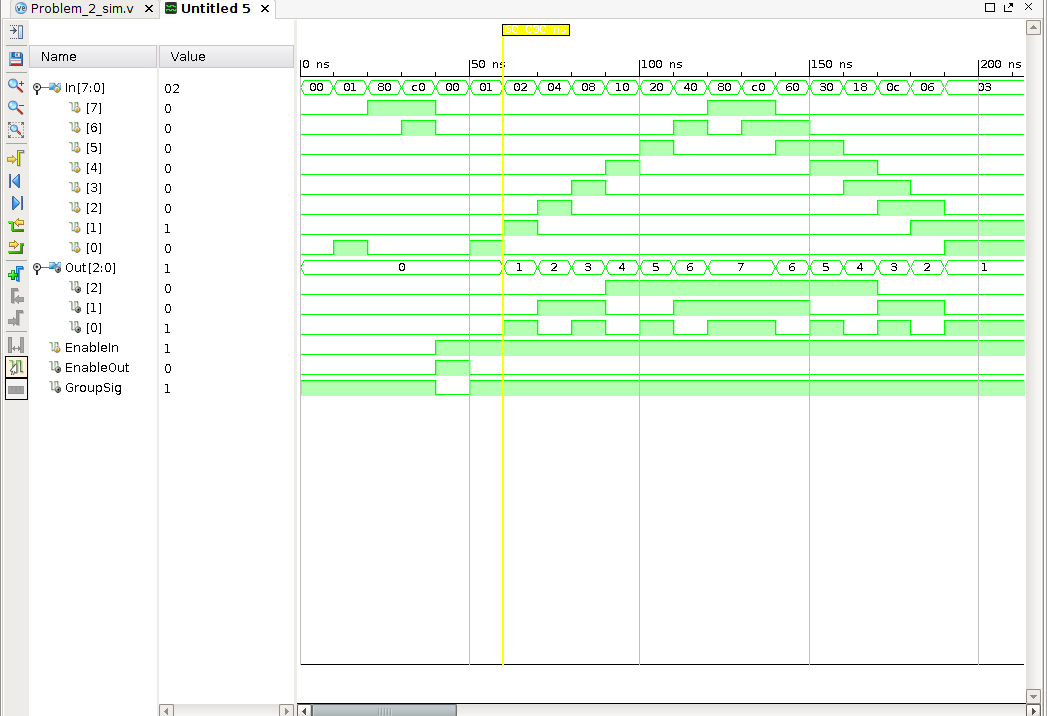 Problem_2_sim.v × Untitled 5 ×
Name Value
0 ns 50 ns 100 ns 150 ns 200 ns
In[7:0] 02 00 01 80 c0 00 01 02 04 08 10 20 40 80 c0 60 30 18 0c 06 03
[7] 0
[6] 0
[5] 0
[4] 0
[3] 0
[2] 0
[1] 1
[0] 0
Out[2:0] 1 0 1 2 3 4 5 6 7 6 5 4 3 2 1
[2] 0
[1] 0
[0] 1
EnableIn 1
EnableOut 0
GroupSig 1